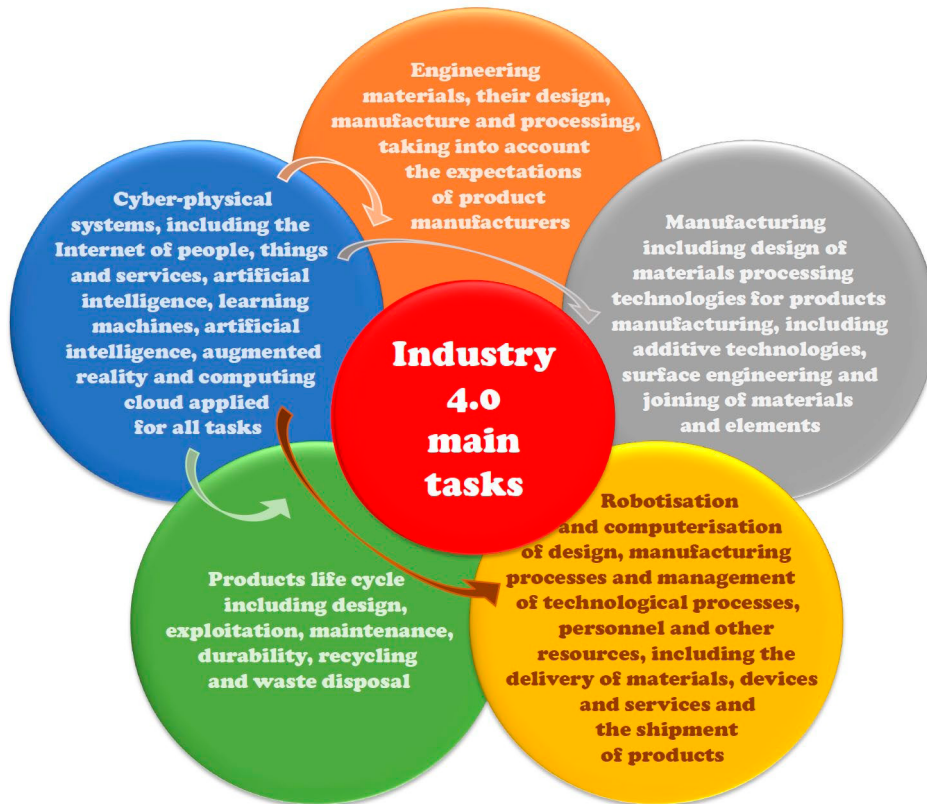 Engineering
materials, their design,
manufacture and processing,
taking into account
the expectations
of product
manufacturers
Cyber-physical
systems, including the
Internet of people, things
and services, artificial
intelligence, learning
machines, artificial
intelligence, augmented
reality and computing
cloud applied
for all tasks
Manufacturing
including design of
materials processing
technologies for products
manufacturing, including
additive technologies,
surface engineering and
joining of materials
and elements
Industry
4.0
main
tasks
Products life cycle
including design,
exploitation, maintenance,
durability, recycling
and waste disposal
Robotisation
and computerisation
of design, manufacturing
processes and management
of technological processes,
personnel and other
resources, including the
delivery of materials, devices
and services and
the shipment
of products